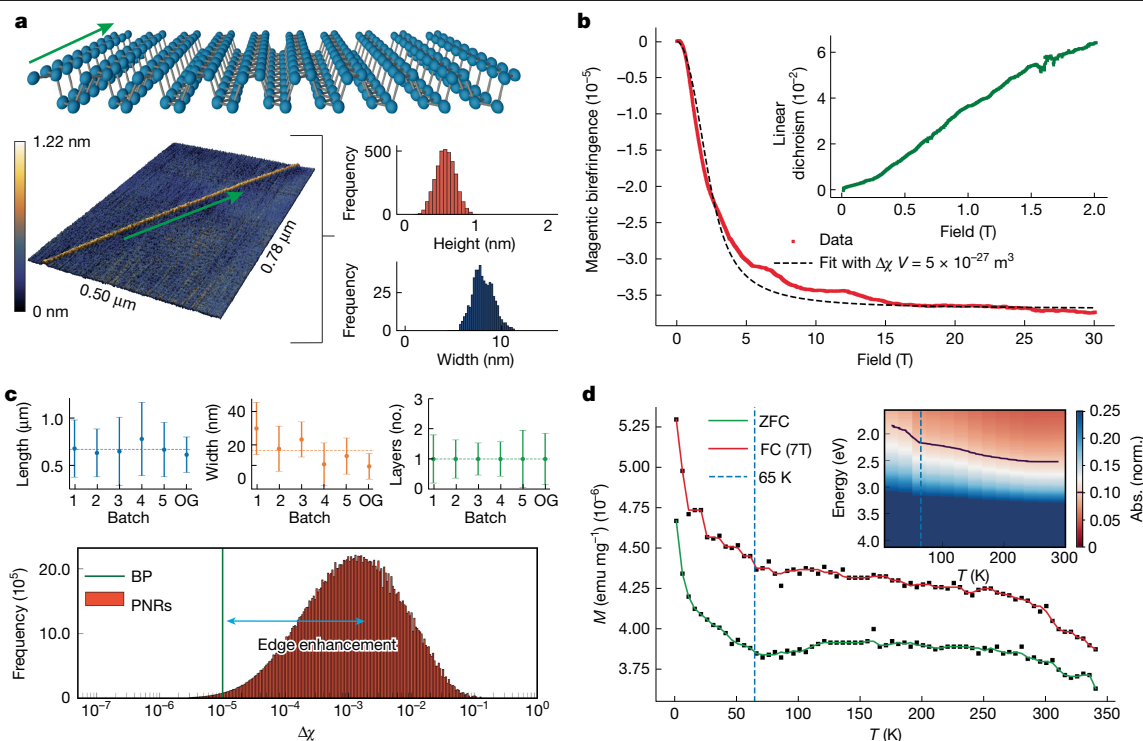 a
1.22 nm
0 nm
0.50 μm
0.78 μm
Frequency
500
0
0 1 2
Height (nm)
Frequency
25
0
0 10
Width (nm)
b
Magentic birefringence (10⁻⁵)
0
−0.5
−1.0
−1.5
−2.0
−2.5
−3.0
−3.5
0 5 10 15 20 25 30
Field (T)
Linear
dichroism (10⁻²)
6
4
2
0
0 0.5 1.0 1.5 2.0
Field (T)
Data
Fit with Δχ V = 5 × 10⁻²⁷ m³
c
Length (μm)
1.0
0.5
1 2 3 4 5 OG
Batch
Width (nm)
40
20
0
1 2 3 4 5 OG
Batch
Layers (no.)
3
2
1
0
1 2 3 4 5 OG
Batch
Frequency (10⁵)
20.0
10.0
0
BP
PNRs
Edge enhancement
10⁻⁷ 10⁻⁶ 10⁻⁵ 10⁻⁴ 10⁻³ 10⁻² 10⁻¹ 10⁰
Δχ
d
M (emu mg⁻¹) (10⁻⁶)
5.25
5.00
4.75
4.50
4.25
4.00
3.75
0 50 100 150 200 250 300 350
T (K)
ZFC
FC (7T)
65 K
Energy (eV)
2.0
2.5
3.0
3.5
4.0
100 200 300
T (K)
0.25
0.20
0.15
0.10
0.05
0
Abs. (norm.)